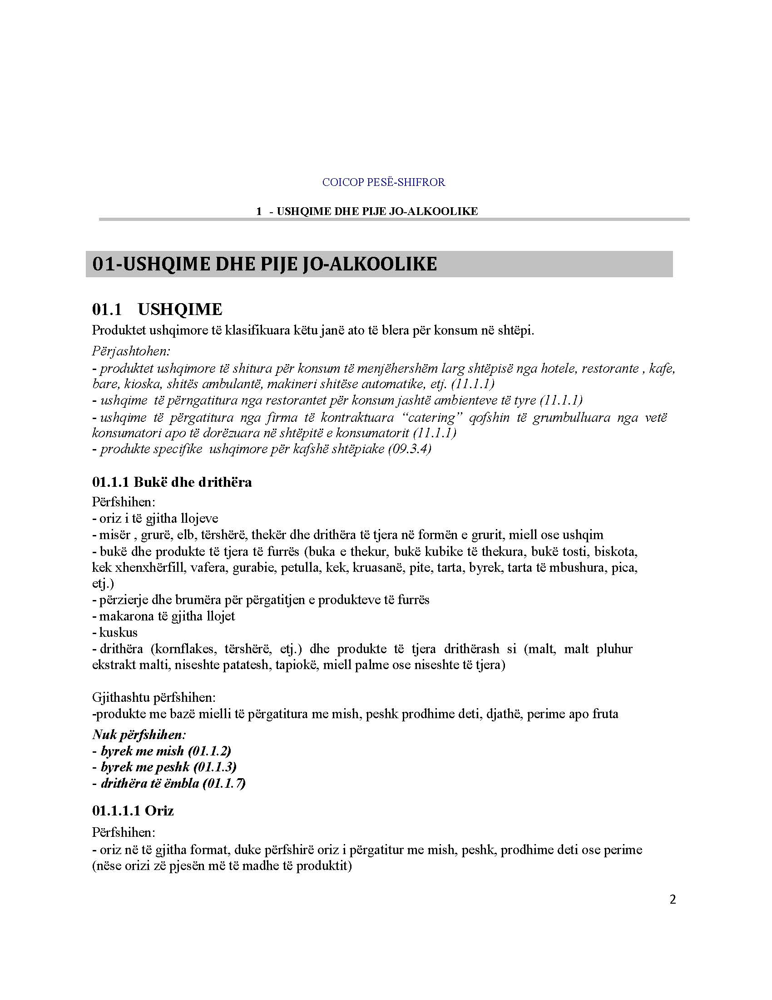 COICOP PESË-SHIFROR
1 - USHQIME DHE PIJE JO-ALKOOLIKE
01-USHQIME DHE PIJE JO-ALKOOLIKE
01.1 USHQIME
Produktet ushqimore të klasifikuara këtu janë ato të blera për konsum në shtëpi.
Përjashtohen:
- produktet ushqimore të shitura për konsum të menjëhershëm larg shtëpisë nga hotele, restorante , kafe,
bare, kioska, shitës ambulantë, makineri shitëse automatike, etj. (11.1.1)
- ushqime të përngatitura nga restorantet për konsum jashtë ambienteve të tyre (11.1.1)
- ushqime të përgatitura nga firma të kontraktuara “catering” qofshin të grumbulluara nga vetë
konsumatori apo të dorëzuara në shtëpitë e konsumatorit (11.1.1)
- produkte specifike ushqimore për kafshë shtëpiake (09.3.4)
01.1.1 Bukë dhe drithëra
Përfshihen:
- oriz i të gjitha llojeve
- misër , grurë, elb, tërshërë, thekër dhe drithëra të tjera në formën e grurit, miell ose ushqim
- bukë dhe produkte të tjera të furrës (buka e thekur, bukë kubike të thekura, bukë tosti, biskota,
kek xhenxhërfill, vafera, gurabie, petulla, kek, kruasanë, pite, tarta, byrek, tarta të mbushura, pica,
etj.)
- përzierje dhe brumëra për përgatitjen e produkteve të furrës
- makarona të gjitha llojet
- kuskus
- drithëra (kornflakes, tërshërë, etj.) dhe produkte të tjera drithërash si (malt, malt pluhur
ekstrakt malti, niseshte patatesh, tapiokë, miell palme ose niseshte të tjera)
Gjithashtu përfshihen:
-produkte me bazë mielli të përgatitura me mish, peshk prodhime deti, djathë, perime apo fruta
Nuk përfshihen:
- byrek me mish (01.1.2)
- byrek me peshk (01.1.3)
- drithëra të ëmbla (01.1.7)
01.1.1.1 Oriz
Përfshihen:
- oriz në të gjitha format, duke përfshirë oriz i përgatitur me mish, peshk, prodhime deti ose perime
(nëse orizi zë pjesën më të madhe të produktit)
2